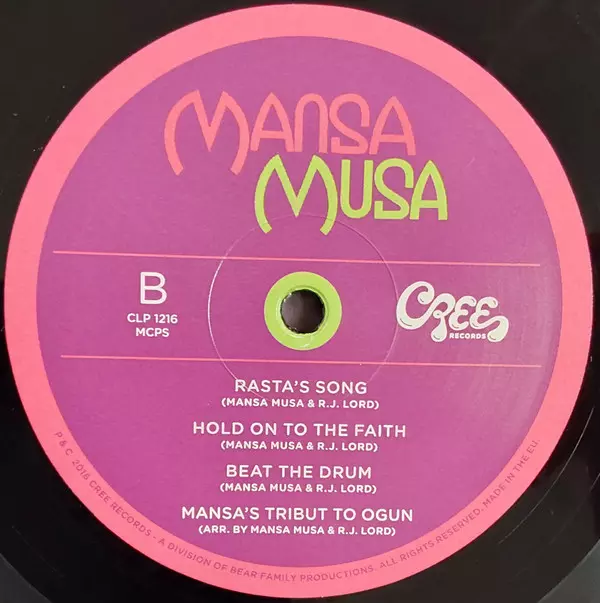 MANSA
MUSA
B
CLP 1216
MCPS
CREE
RECORDS
RASTA'S SONG
(MANSA MUSA & R.J. LORD)
HOLD ON TO THE FAITH
(MANSA MUSA & R.J. LORD)
BEAT THE DRUM
(MANSA MUSA & R.J. LORD)
MANSA'S TRIBUT TO OGUN
(ARR. BY MANSA MUSA & R.J. LORD)
P & C 2016 CREE RECORDS - A DIVISION OF BEAR FAMILY PRODUCTIONS. ALL RIGHTS RESERVED. MADE IN THE EU.